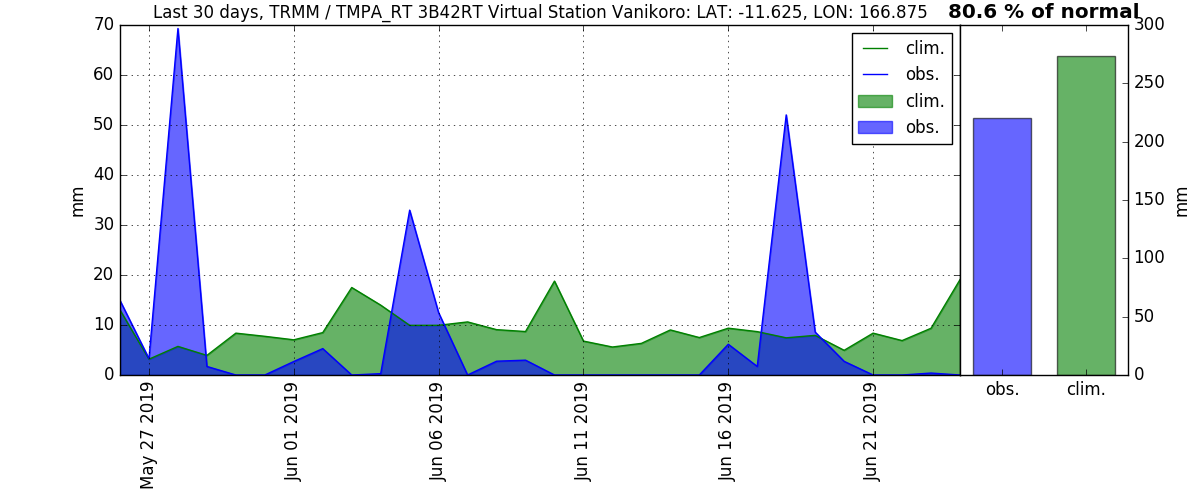 Last 30 days, TRMM / TMPA_RT 3B42RT Virtual Station Vanikoro: LAT: -11.625, LON: 166.875
80.6 % of normal
70
60
50
40
30
20
10
0
mm
clim.
obs.
clim.
obs.
May 27 2019
Jun 01 2019
Jun 06 2019
Jun 11 2019
Jun 16 2019
Jun 21 2019
300
250
200
150
100
50
0
mm
obs.
clim.